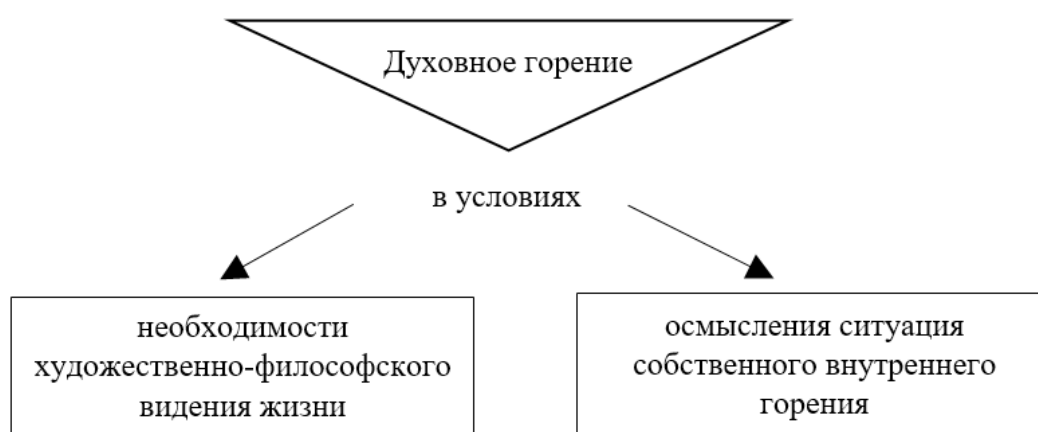 Духовное горение
в условиях
необходимости
художественно-философского
видения жизни
осмысления ситуация
собственного внутреннего
горения